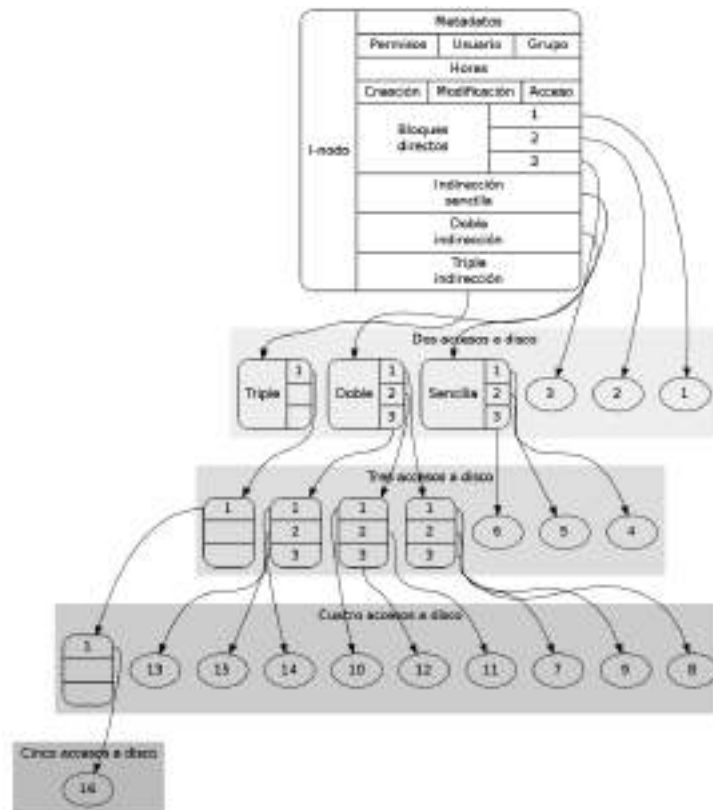 Metadatos
Permisos Usuario Grupo
Horas
Creación Modificación Acceso
I-nodo
Bloques
directos
1
2
3
Indirección
sencilla
Doble
indirección
Triple
indirección
Dos accesos a disco
Triple 1
Doble 1 2 3
Sencilla 1 2 3
3 2 1
Tres accesos a disco
1
1 2 3
1 2 3
1 2 3
6 5 4
Cuatro accesos a disco
1
13 15 14 10 12 11 7 9 8
Cinco accesos a disco
16